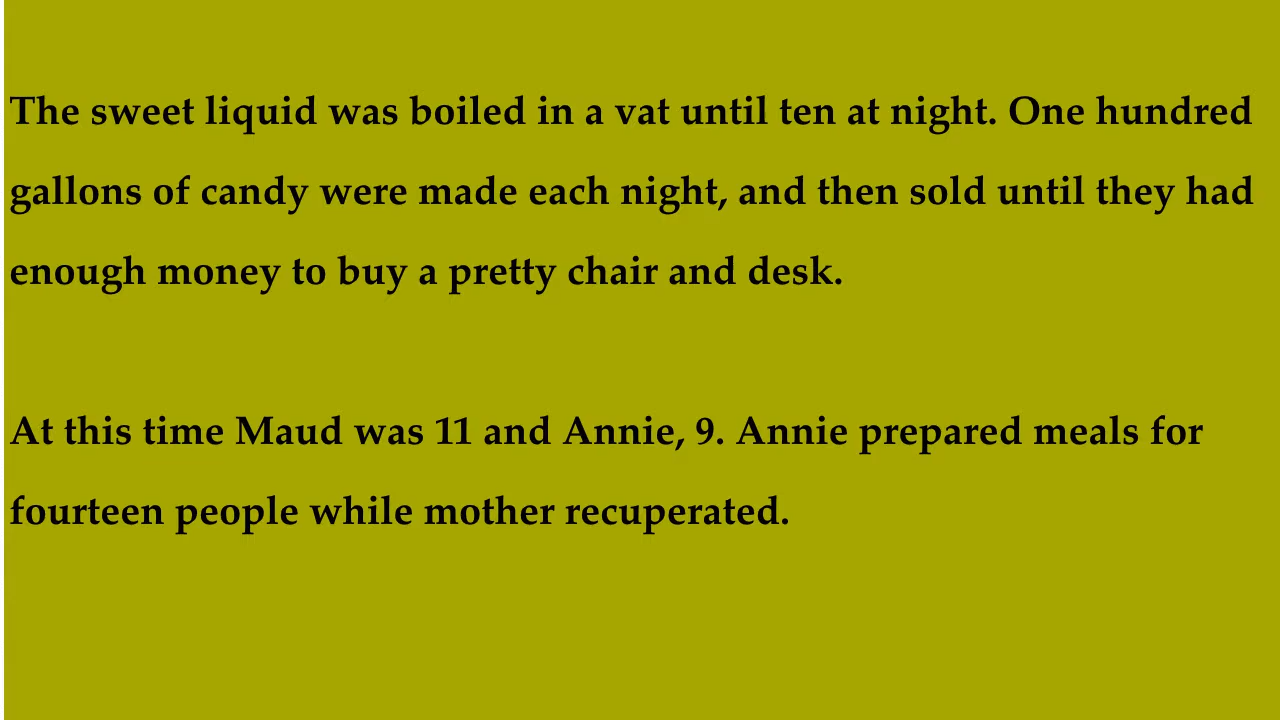 The sweet liquid was boiled in a vat until ten at night. One hundred
gallons of candy were made each night, and then sold until they had
enough money to buy a pretty chair and desk.
At this time Maud was 11 and Annie, 9. Annie prepared meals for
fourteen people while mother recuperated.